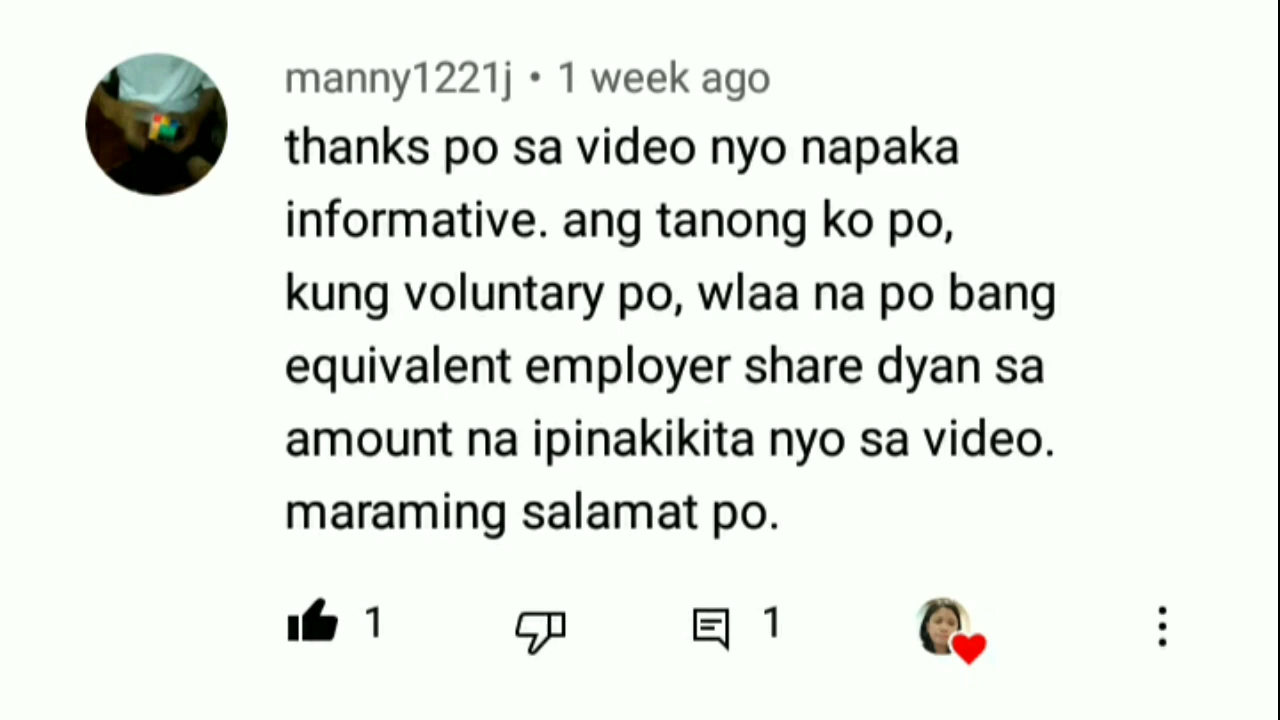 manny1221j • 1 week ago
thanks po sa video nyo napaka
informative. ang tanong ko po,
kung voluntary po, wlaa na po bang
equivalent employer share dyan sa
amount na ipinakikita nyo sa video.
maraming salamat po.
1 1